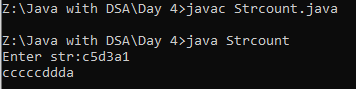 Z:\Java with DSA\Day 4>javac Strcount.java
Z:\Java with DSA\Day 4>java Strcount
Enter str:c5d3a1
cccccddda